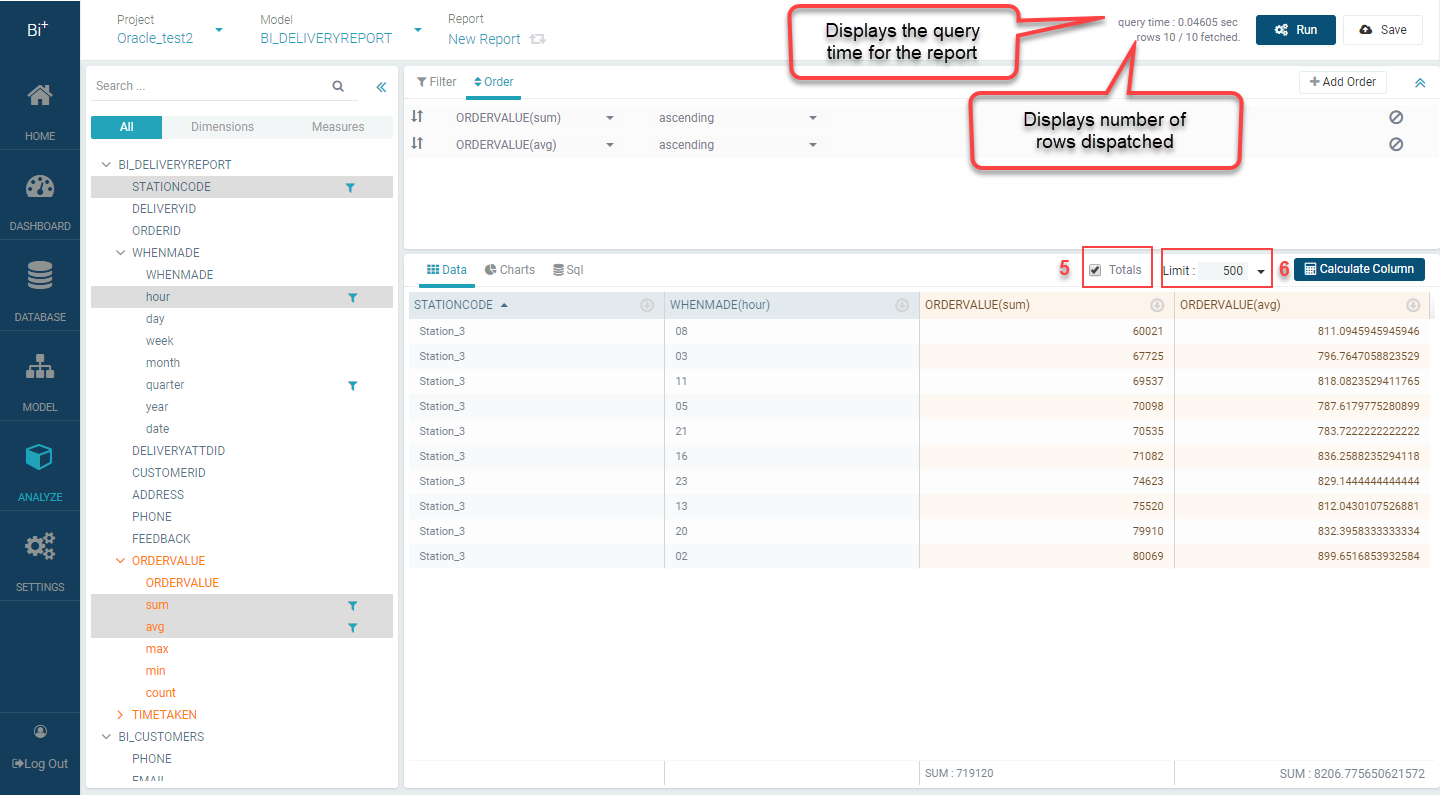 Bi+
Project
Oracle_test2
Model
BI_DELIVERYREPORT
Report
New Report
Displays the query
time for the report
query time : 0.04605 sec
rows 10 / 10 fetched.
Run
Save
Displays number of
rows dispatched
HOME
DASHBOARD
DATABASE
MODEL
ANALYZE
SETTINGS
Log Out
Search ...
All Dimensions Measures
BI_DELIVERYREPORT
STATIONCODE
DELIVERYID
ORDERID
WHENMADE
WHENMADE
hour
day
week
month
quarter
year
date
DELIVERYATTDID
CUSTOMERID
ADDRESS
PHONE
FEEDBACK
ORDERVALUE
ORDERVALUE
sum
avg
max
min
count
TIMETAKEN
BI_CUSTOMERS
PHONE
EMAIL
Filter Order + Add Order
ORDERVALUE(sum) ascending
ORDERVALUE(avg) ascending
Data Charts Sql 5 Totals Limit : 500 6 Calculate Column
STATIONCODE WHENMADE(hour) ORDERVALUE(sum) ORDERVALUE(avg)
Station_3 08 60021 811.0945945945946
Station_3 03 67725 796.7647058823529
Station_3 11 69537 818.0823529411765
Station_3 05 70098 787.6179775280899
Station_3 21 70535 783.7222222222222
Station_3 16 71082 836.2588235294118
Station_3 23 74623 829.1444444444444
Station_3 13 75520 812.0430107526881
Station_3 20 79910 832.3958333333334
Station_3 02 80069 899.6516853932584
SUM : 719120 SUM : 8206.775650621572